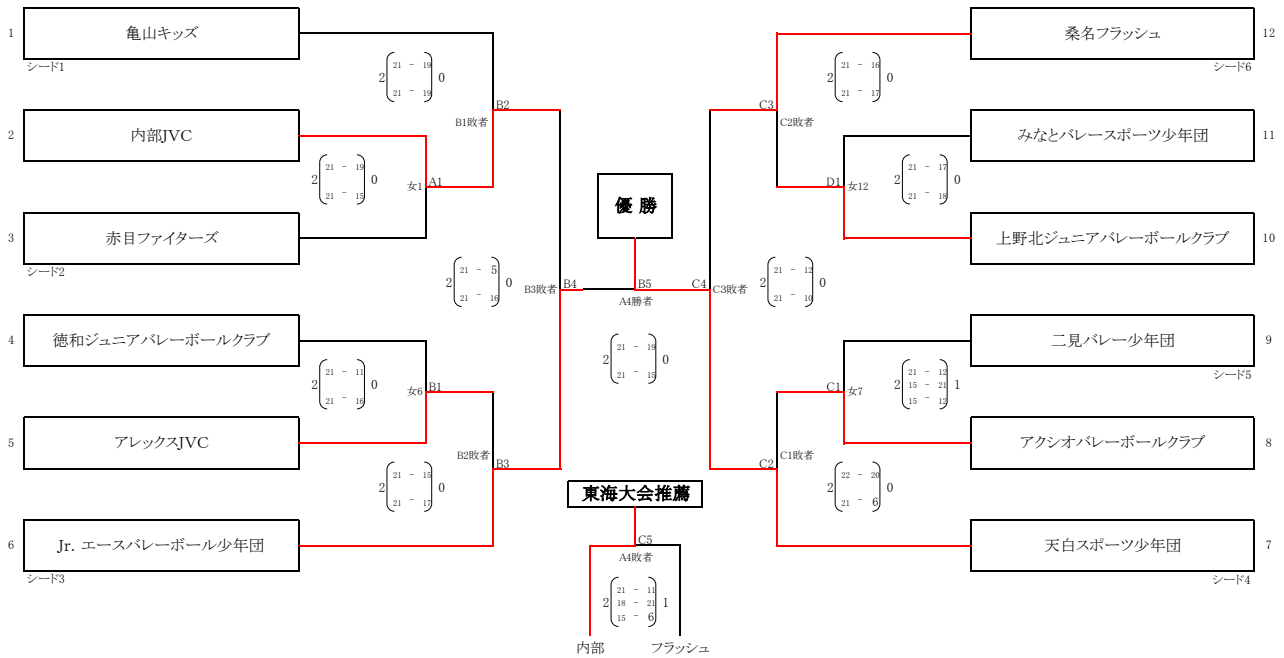 1 亀山キッズ
シード1
2 内部JVC
3 赤目ファイターズ
シード2
4 徳和ジュニアバレーボールクラブ
5 アレックスJVC
6 Jr. エースバレーボール少年団
シード3
2 21 - 19 0
21 - 19
B2
B1敗者
2 21 - 19 0
21 - 15
女1 A1
2 21 - 5 0
21 - 16
B3敗者 B4
2 21 - 11 0
21 - 16
女6 B1
2 21 - 15 0
21 - 17
B2敗者 B3
優 勝
B5
A4勝者
2 21 - 19 0
21 - 15
東海大会推薦
C5
A4敗者
2 21 - 11 1
18 - 21
15 - 6
内部 フラッシュ
桑名フラッシュ 12
シード6
みなとバレースポーツ少年団 11
上野北ジュニアバレーボールクラブ 10
二見バレー少年団 9
シード5
アクシオバレーボールクラブ 8
天白スポーツ少年団 7
シード4
2 21 - 16 0
21 - 17
C3
C2敗者
2 21 - 17 0
21 - 18
D1 女12
2 21 - 12 0
21 - 10
C4 C3敗者
2 21 - 12 1
15 - 21
15 - 12
C1 女7
2 22 - 20 0
21 - 6
C2 C1敗者